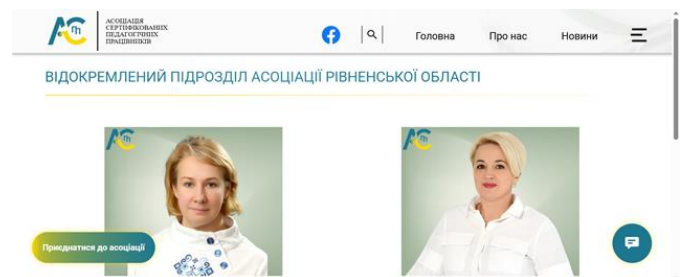 АСОЦІАЦІЯ
СЕРТИФІКОВАНИХ
ПЕДАГОГІЧНИХ
ПРАЦІВНИКІВ
Головна Про нас Новини
ВІДОКРЕМЛЕНИЙ ПІДРОЗДІЛ АСОЦІАЦІЇ РІВНЕНСЬКОЇ ОБЛАСТІ
Приєднатися до асоціації